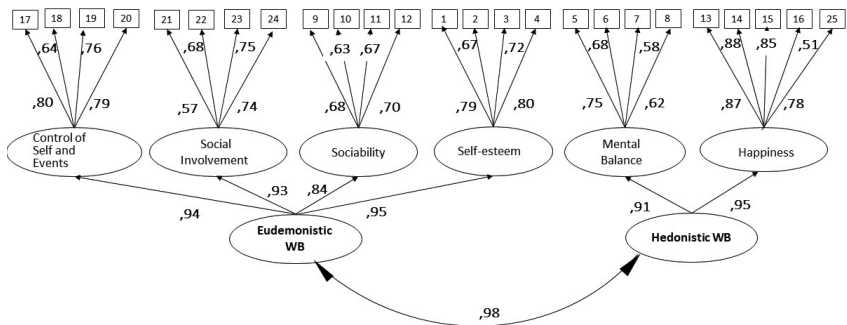 17 18 19 20 21 22 23 24 9 10 11 12 1 2 3 4 5 6 7 8 13 14 15 16 25
,64 ,76 ,68 ,75 ,63 ,67 ,67 ,72 ,68 ,58 ,88 ,85 ,51
,80 ,79 ,57 ,74 ,68 ,70 ,79 ,80 ,75 ,62 ,87 ,78
Control of
Self and
Events
Social
Involvement
Sociability
Self-esteem
Mental
Balance
Happiness
,94 ,93 ,84 ,95 ,91 ,95
Eudemonistic
WB
Hedonistic WB
,98